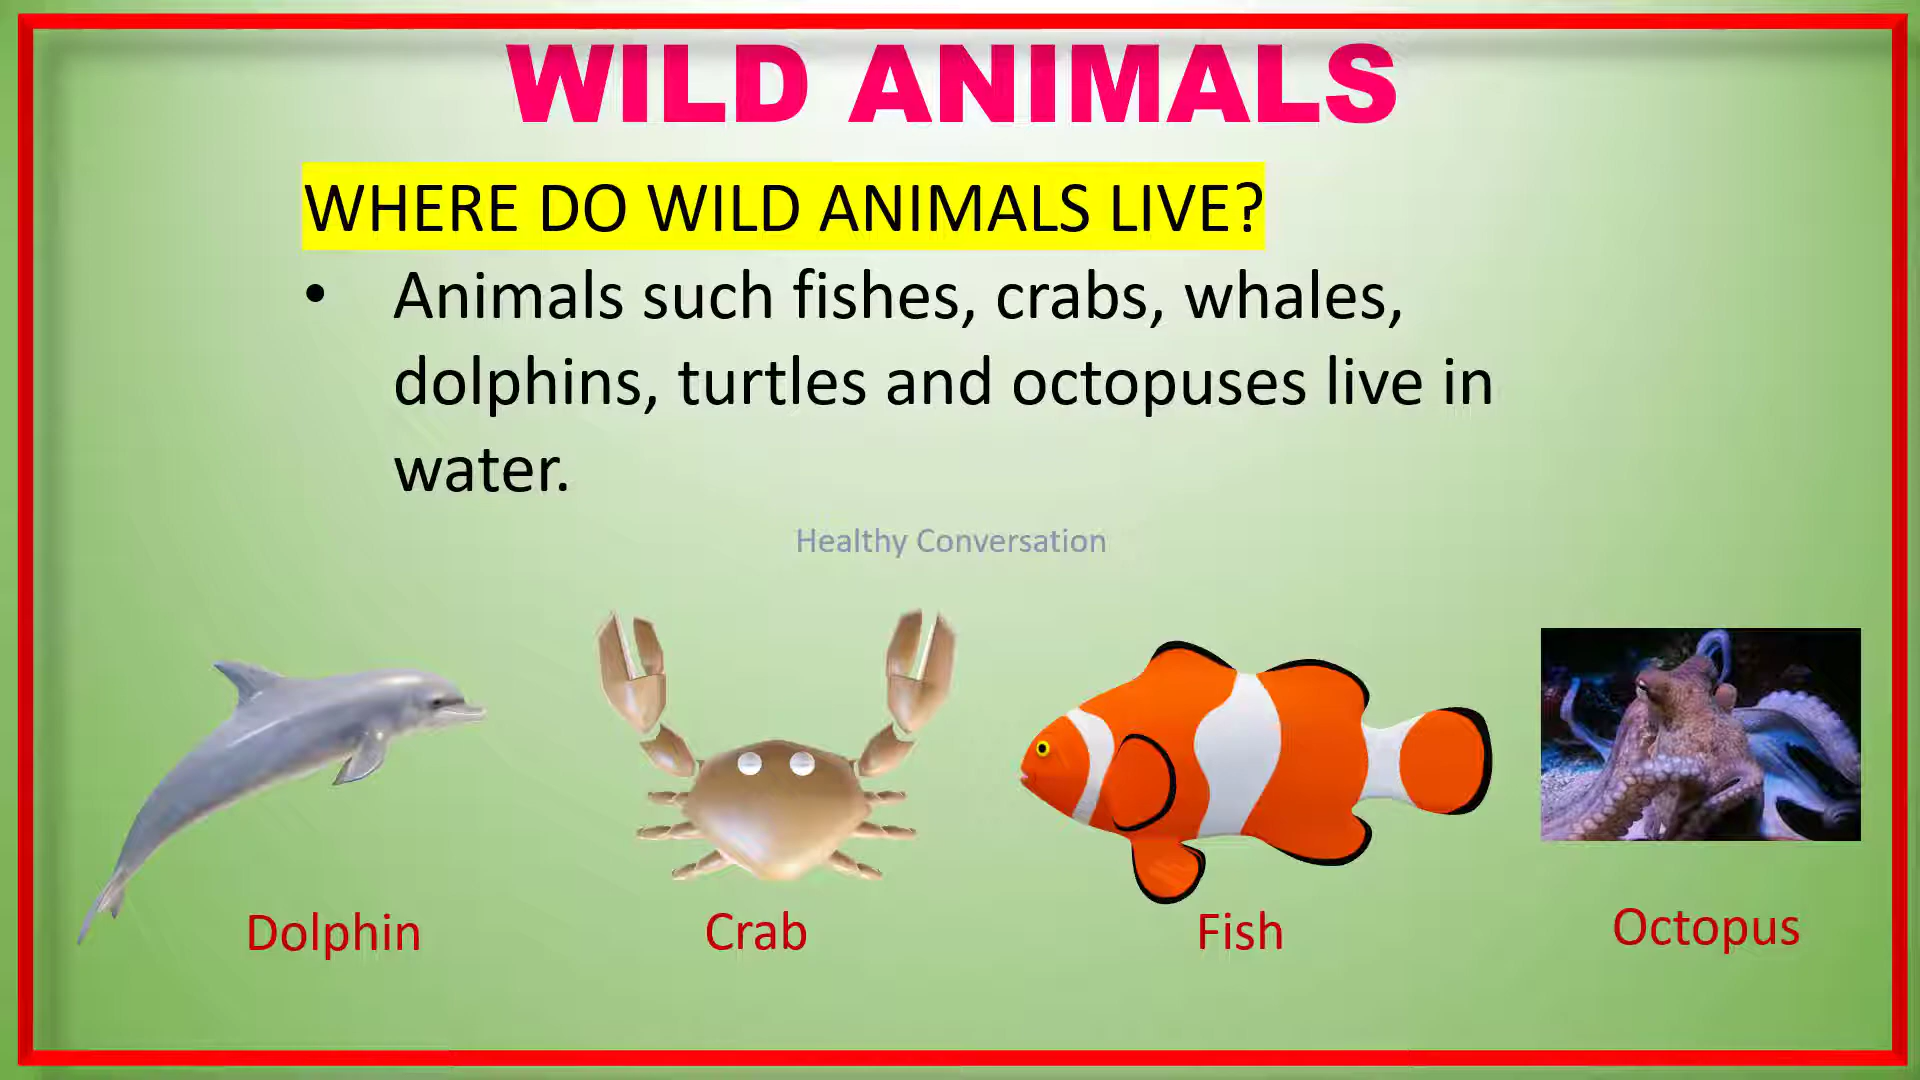 WILD ANIMALS
WHERE DO WILD ANIMALS LIVE?
• Animals such fishes, crabs, whales,
dolphins, turtles and octopuses live in
water.
Healthy Conversation
Dolphin
Crab
Fish
Octopus